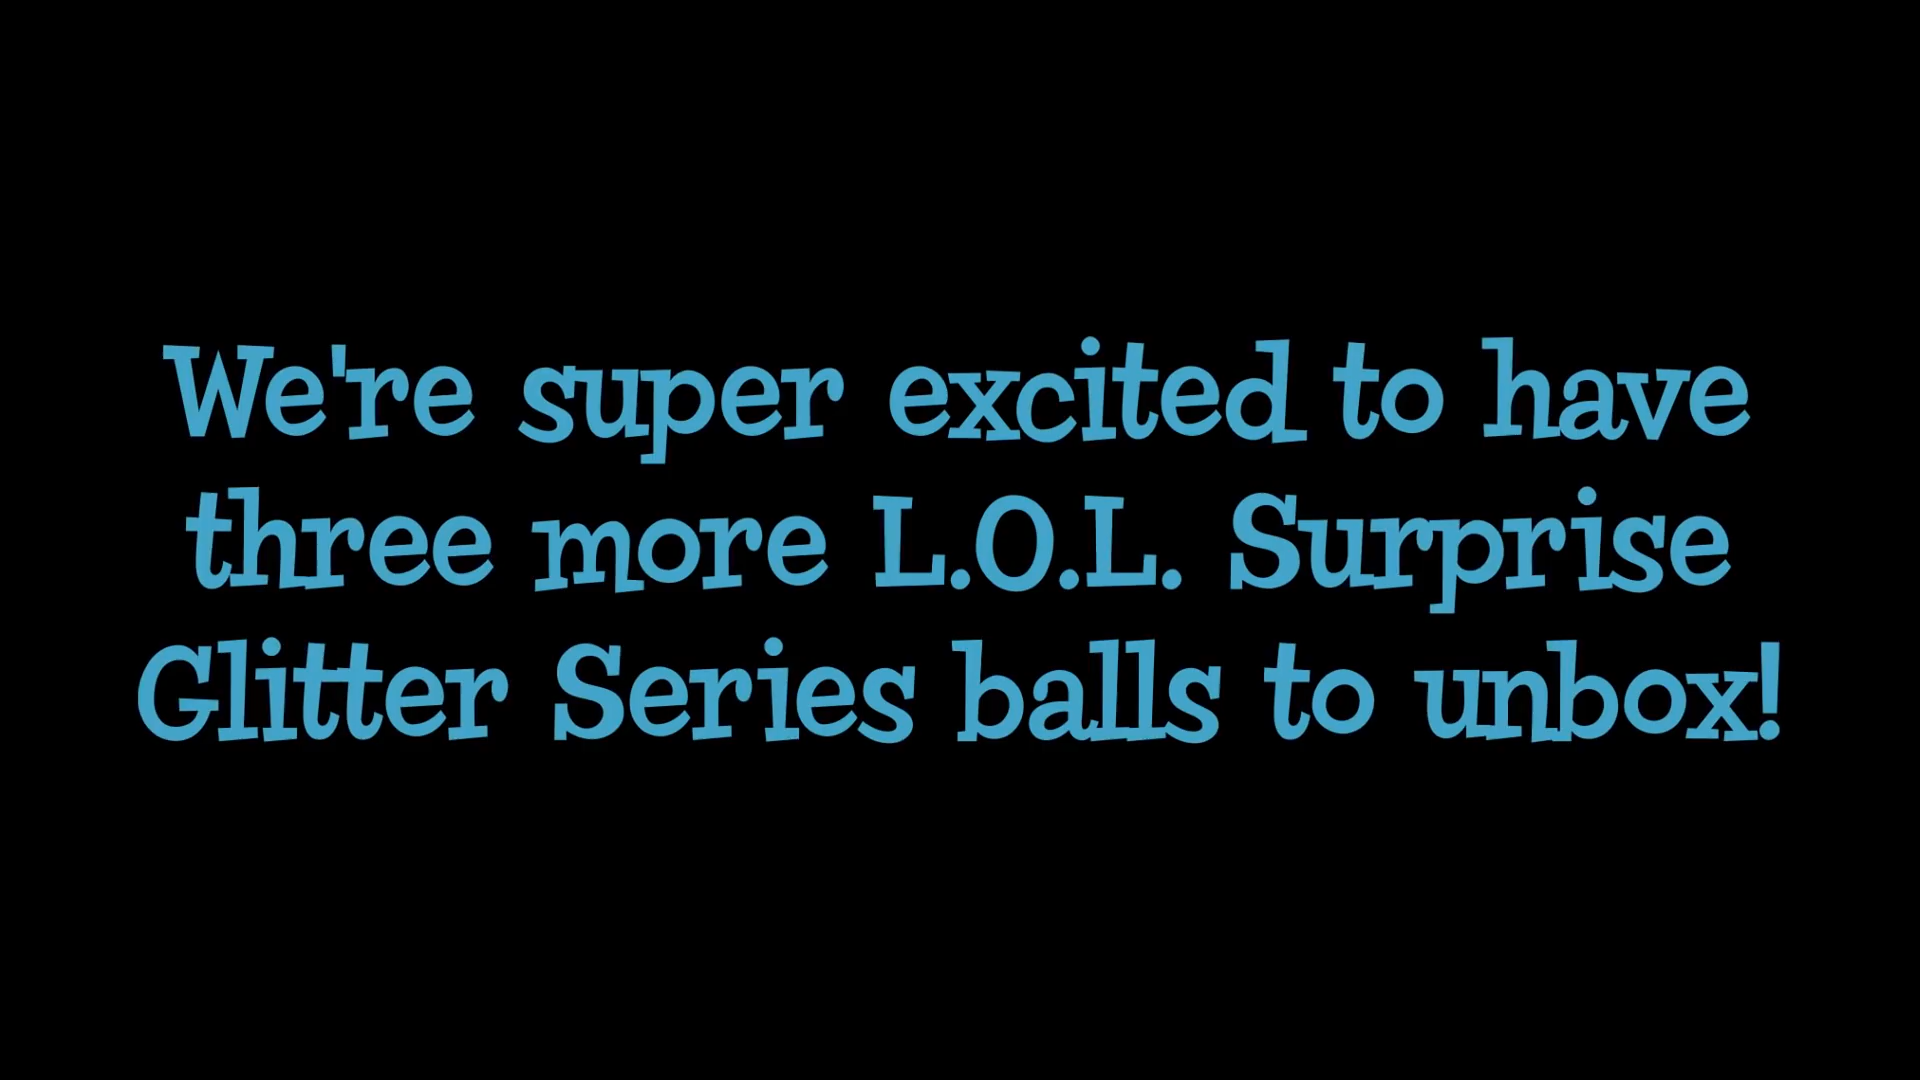 We're super excited to have
three more L.O.L. Surprise
Glitter Series balls to unbox!